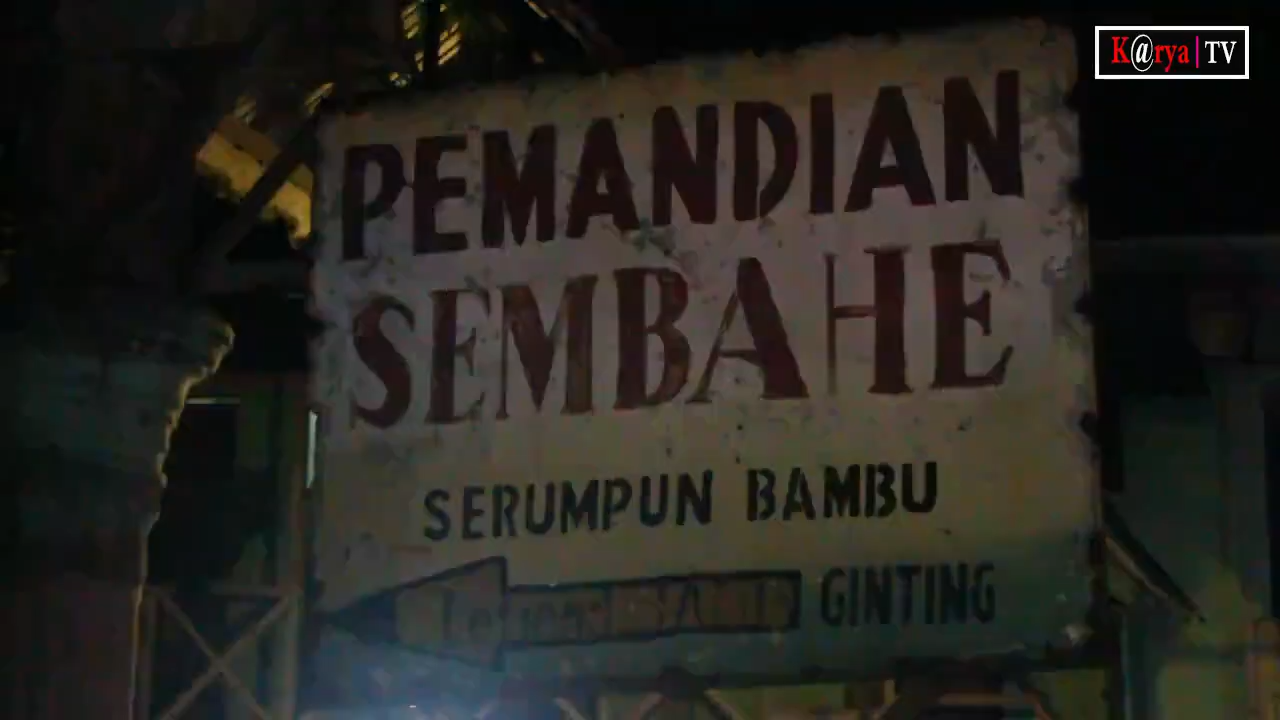 K@rya|TV
PEMANDIAN
SEMBAHE
SERUMPUN BAMBU
GINTING